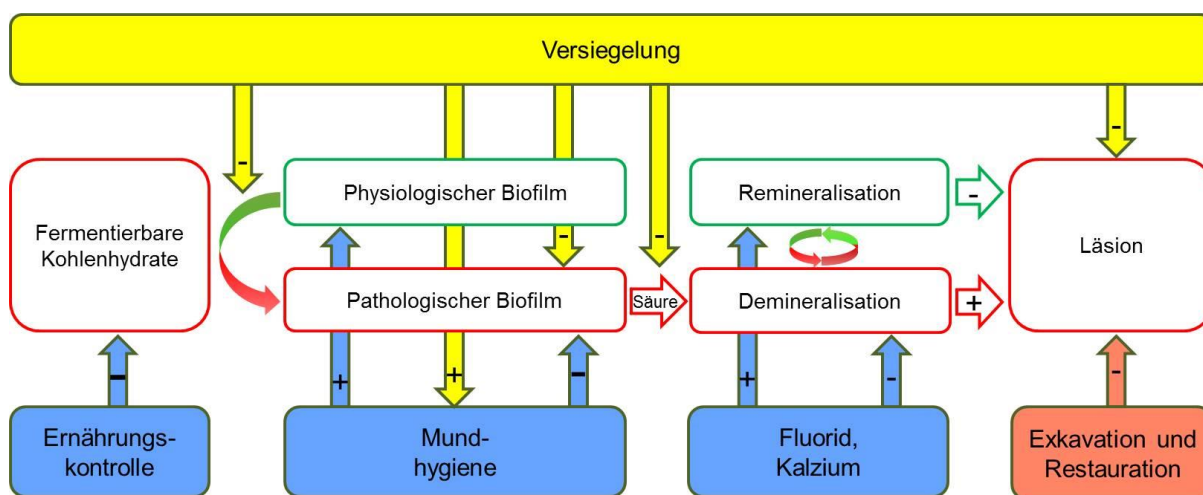 Versiegelung
-
-
-
-
-
Fermentierbare
Kohlenhydrate
Physiologischer Biofilm
Pathologischer Biofilm
Säure
Remineralisation
Demineralisation
-
+
Läsion
-
+
+
-
+
-
-
Ernährungs-
kontrolle
Mund-
hygiene
Fluorid,
Kalzium
Exkavation und
Restauration